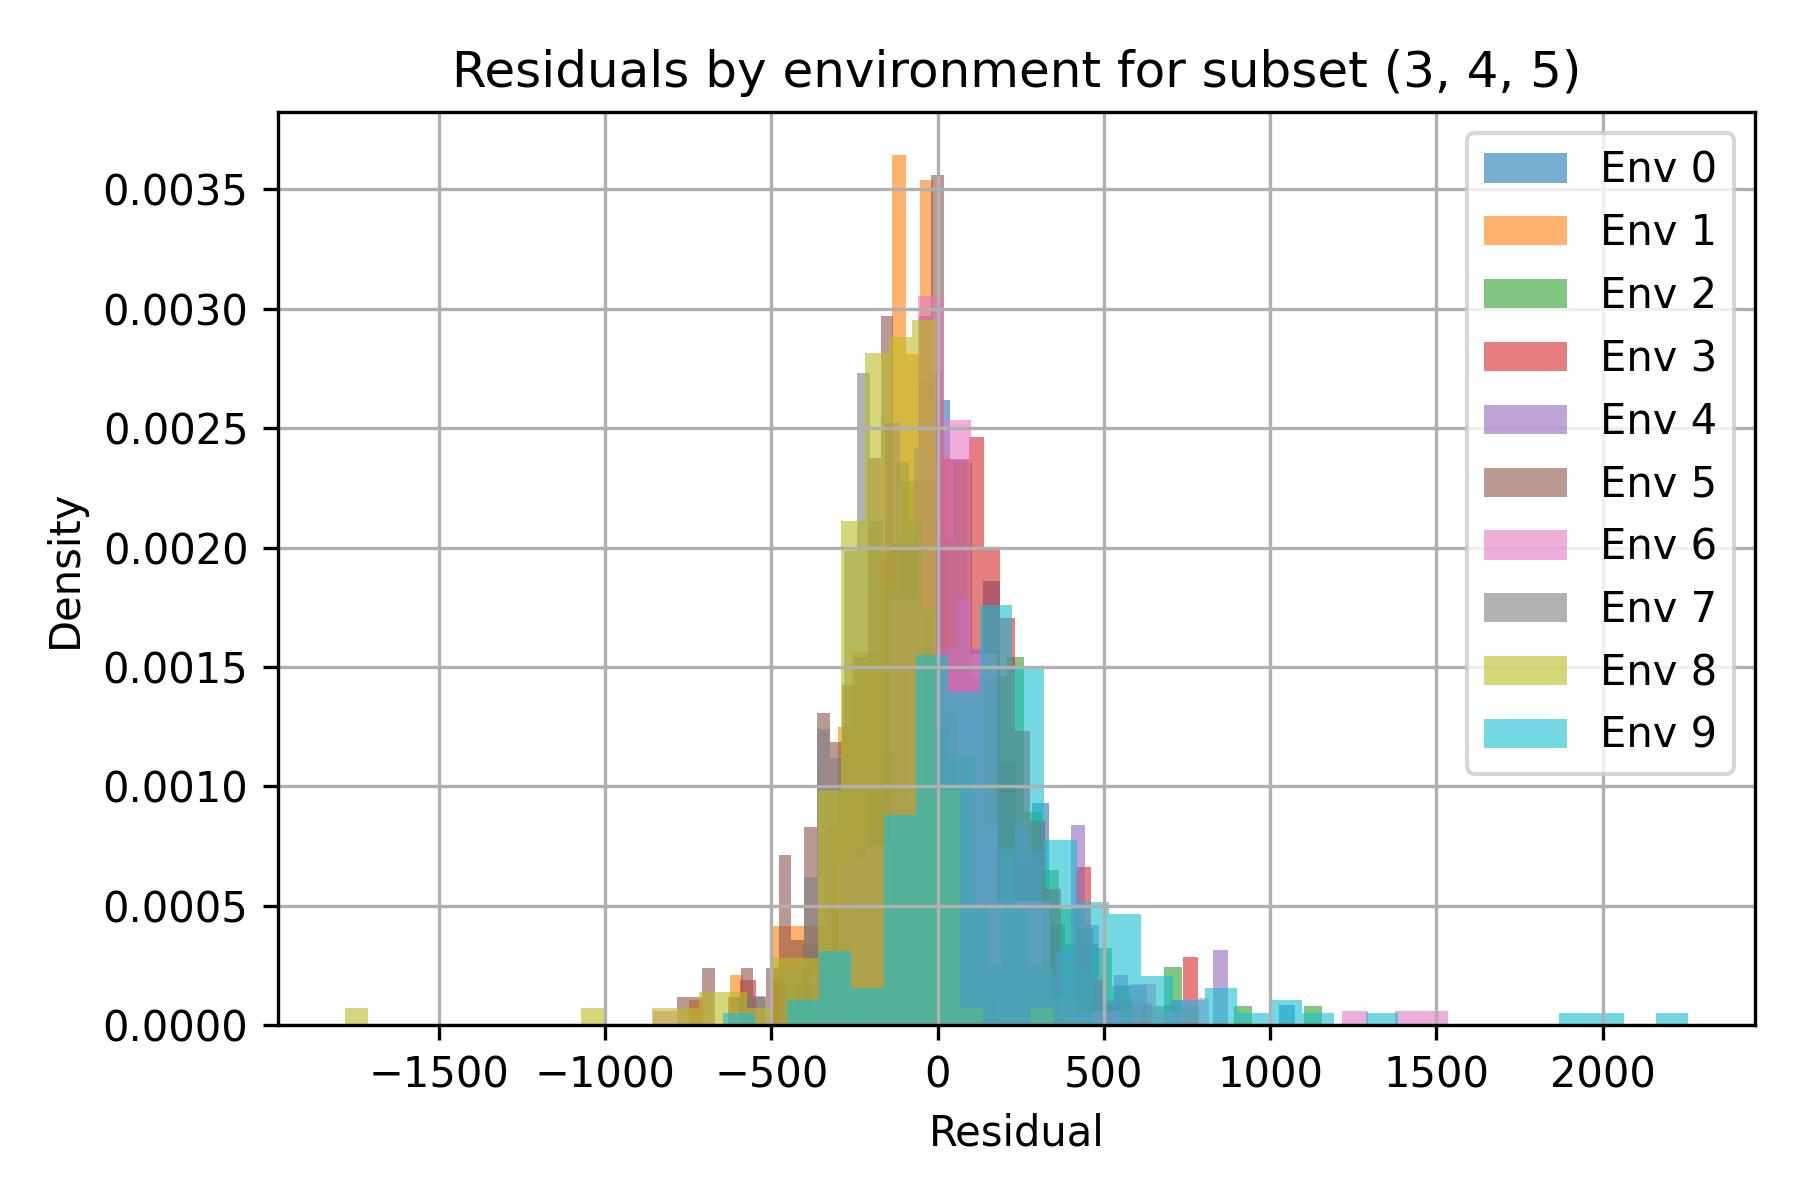 Residuals by environment for subset (3, 4, 5)
Density
0.0035
0.0030
0.0025
0.0020
0.0015
0.0010
0.0005
0.0000
Env 0
Env 1
Env 2
Env 3
Env 4
Env 5
Env 6
Env 7
Env 8
Env 9
−1500 −1000 −500 0 500 1000 1500 2000
Residual